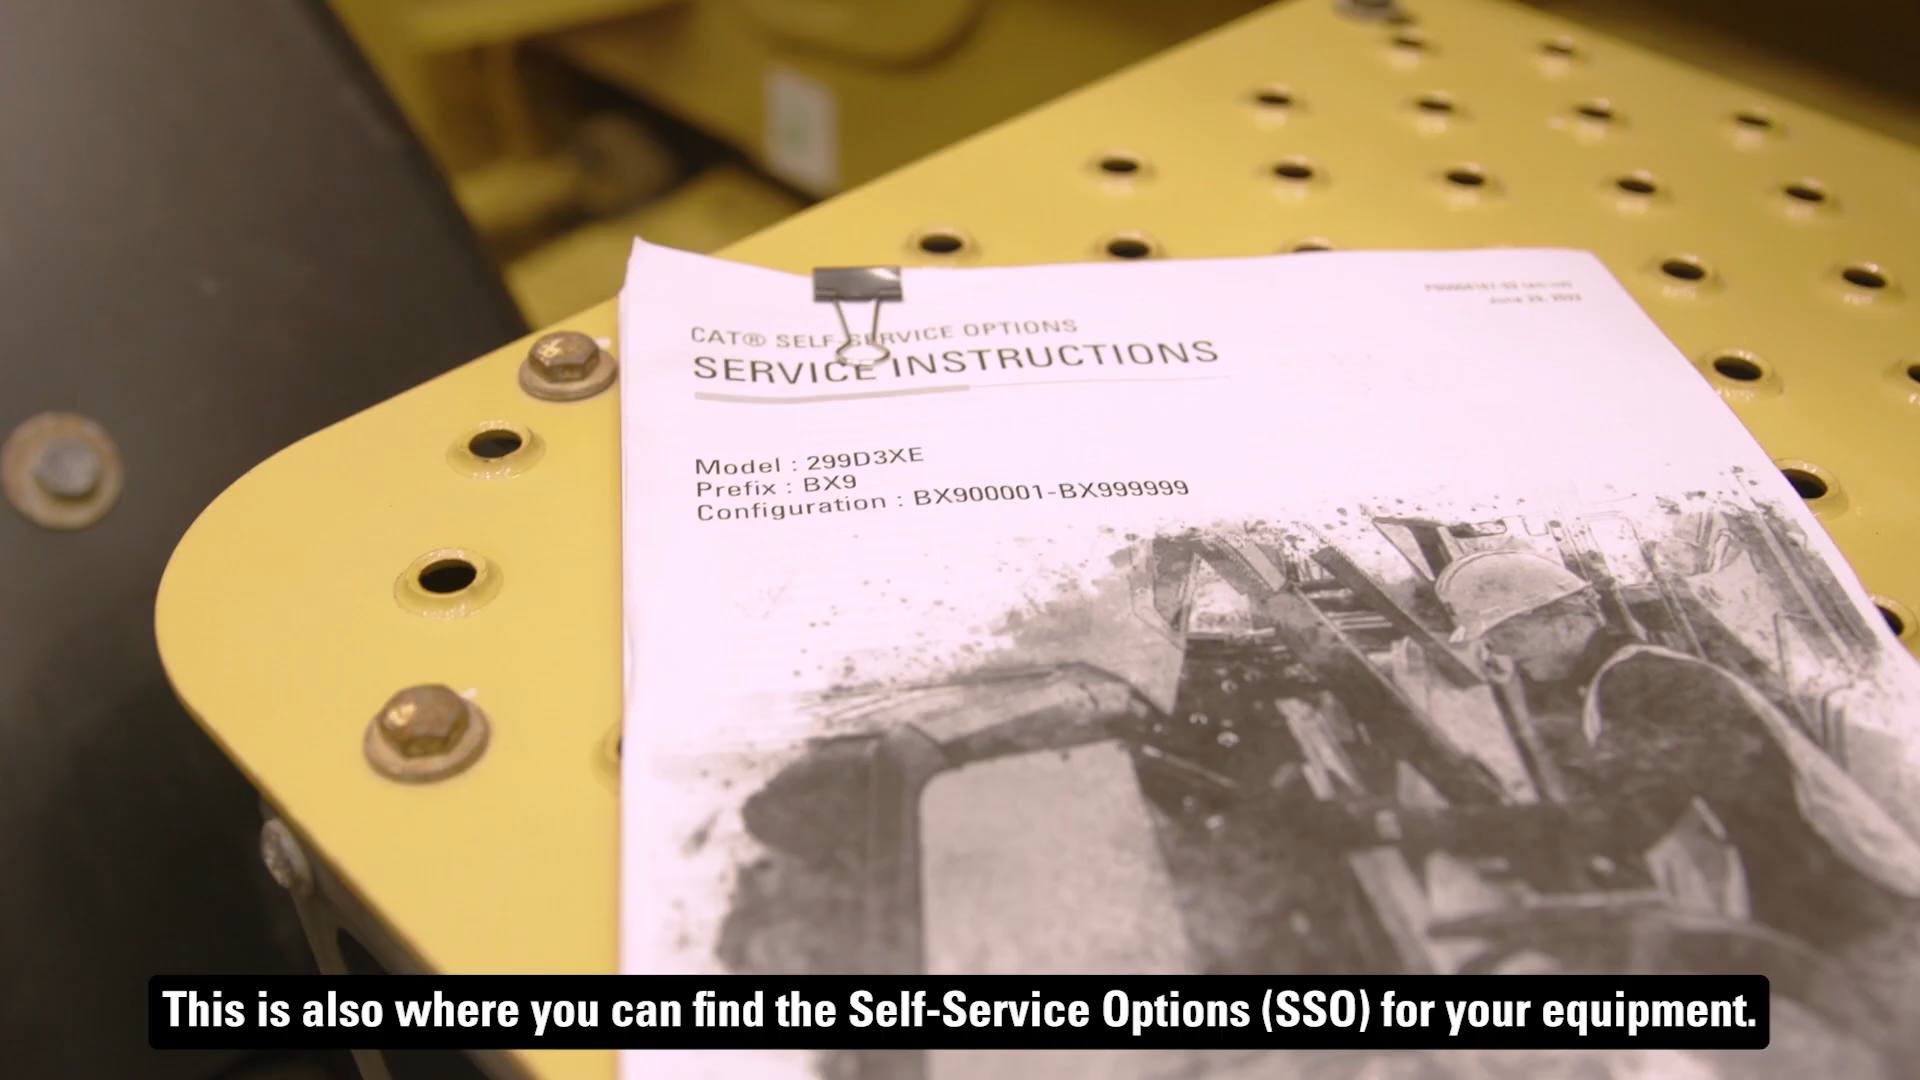 CAT® SELF-SERVICE OPTIONS
SERVICE INSTRUCTIONS
Model : 299D3XE
Prefix : BX9
Configuration : BX900001-BX999999
This is also where you can find the Self-Service Options (SSO) for your equipment.